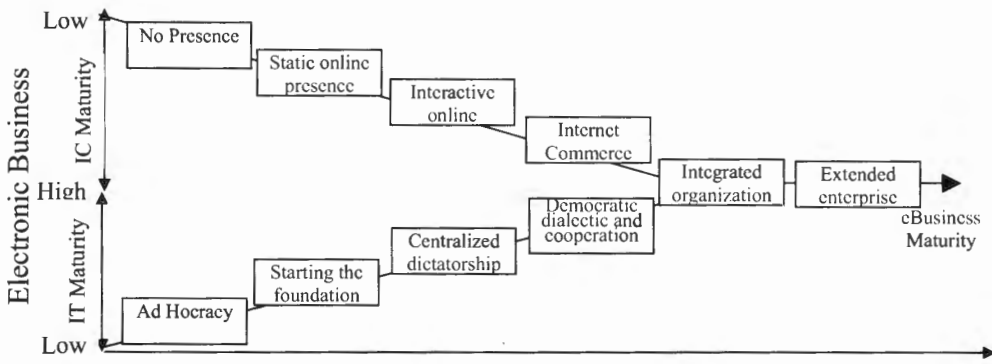 Low
No Presence
Static online
presence
Interactive
online
Internet
Commerce
Integrated
organization
Extended
enterprise
eBusiness
Maturity
Electronic Business
IC Maturity
High
IT Maturity
Democratic
dialectic and
cooperation
Centralized
dictatorship
Starting the
foundation
Ad Hocracy
Low